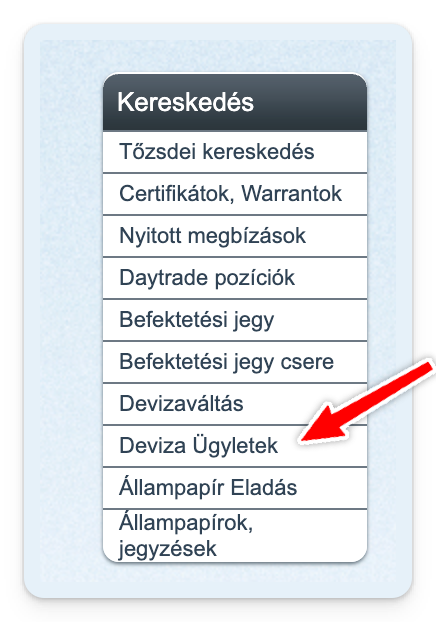 Kereskedés
Tőzsdei kereskedés
Certifikátok, Warrantok
Nyitott megbízások
Daytrade pozíciók
Befektetési jegy
Befektetési jegy csere
Devizaváltás
Deviza Ügyletek
Állampapír Eladás
Állampapírok,
jegyzések